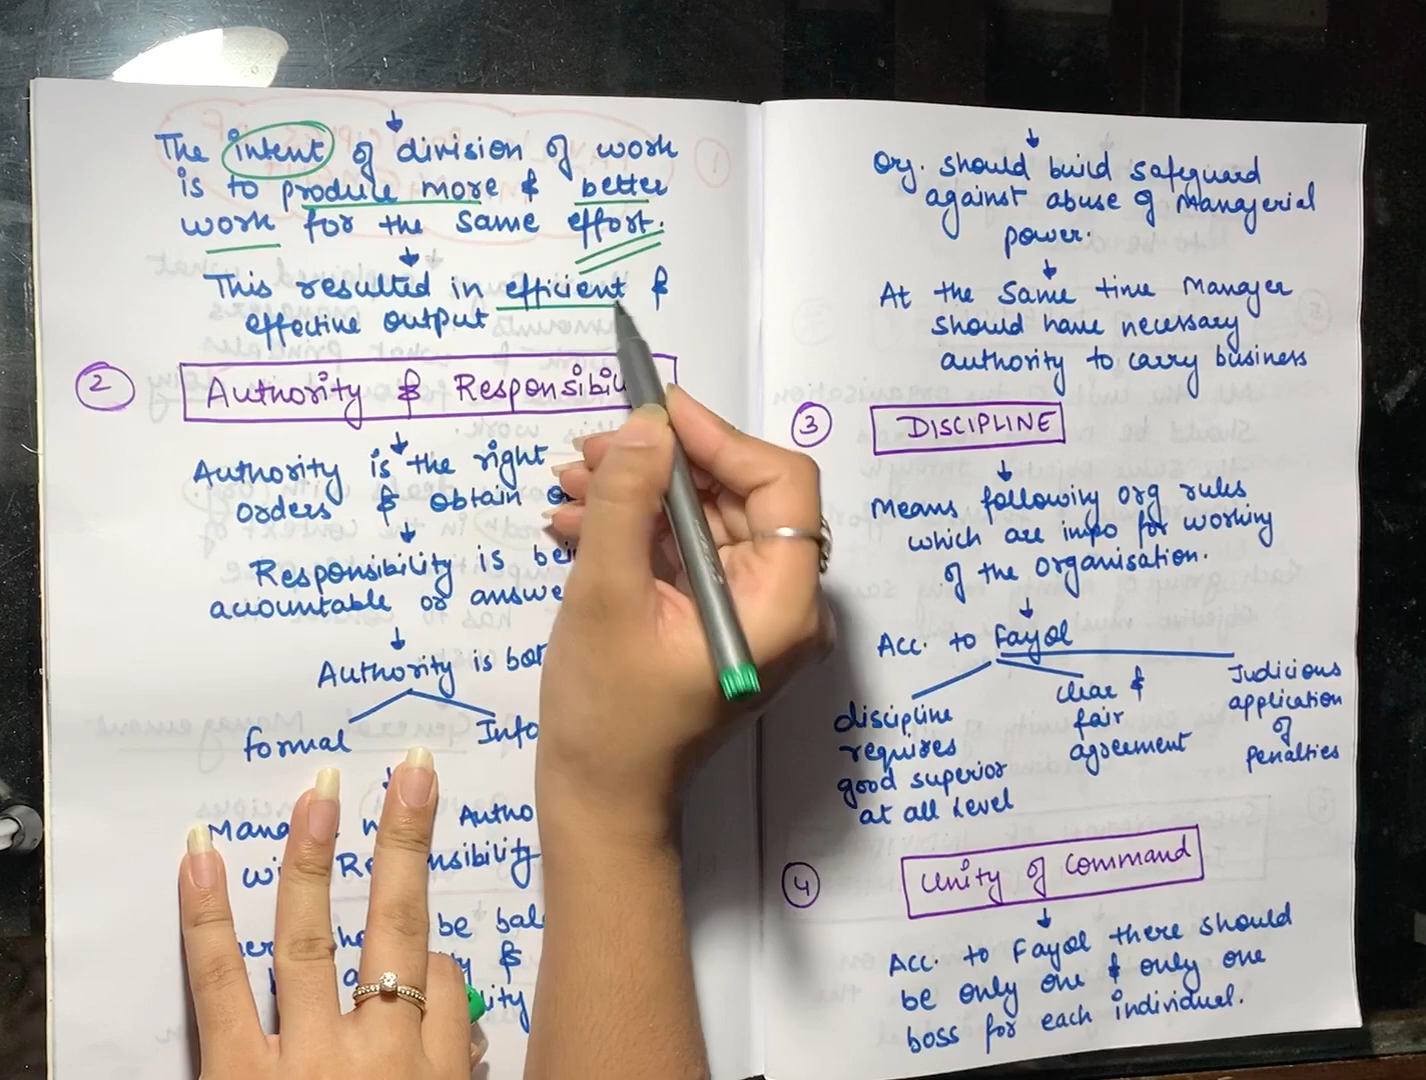 The intent of division of work
is to produce more & better
work for the same effort.
This resulted in efficient &
effective output
2
Authority & Responsibi
Authority is the right
orders & obtain
Responsibility is bei
acountable or answe
Authority is bot
formal Info
Autho
be bal
&
Org. should build safeguard
against abuse of Managerial
power.
At the same time Manager
should have necessary
authority to carry business
3
DISCIPLINE
Means following org rules
which are impo for working
of the organisation.
Acc. to Fayol
discipline
requires
good superior
at all level
clear &
fair
agreement
Judicious
application
of
penalties
4
Unity of Command
Acc. to Fayol there should
be only one & only one
boss for each individual.